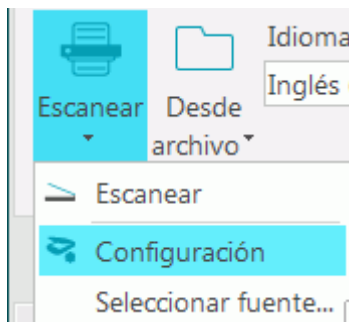 Idioma
Inglés
Escanear
Desde archivo
Escanear
Configuración
Seleccionar fuente...